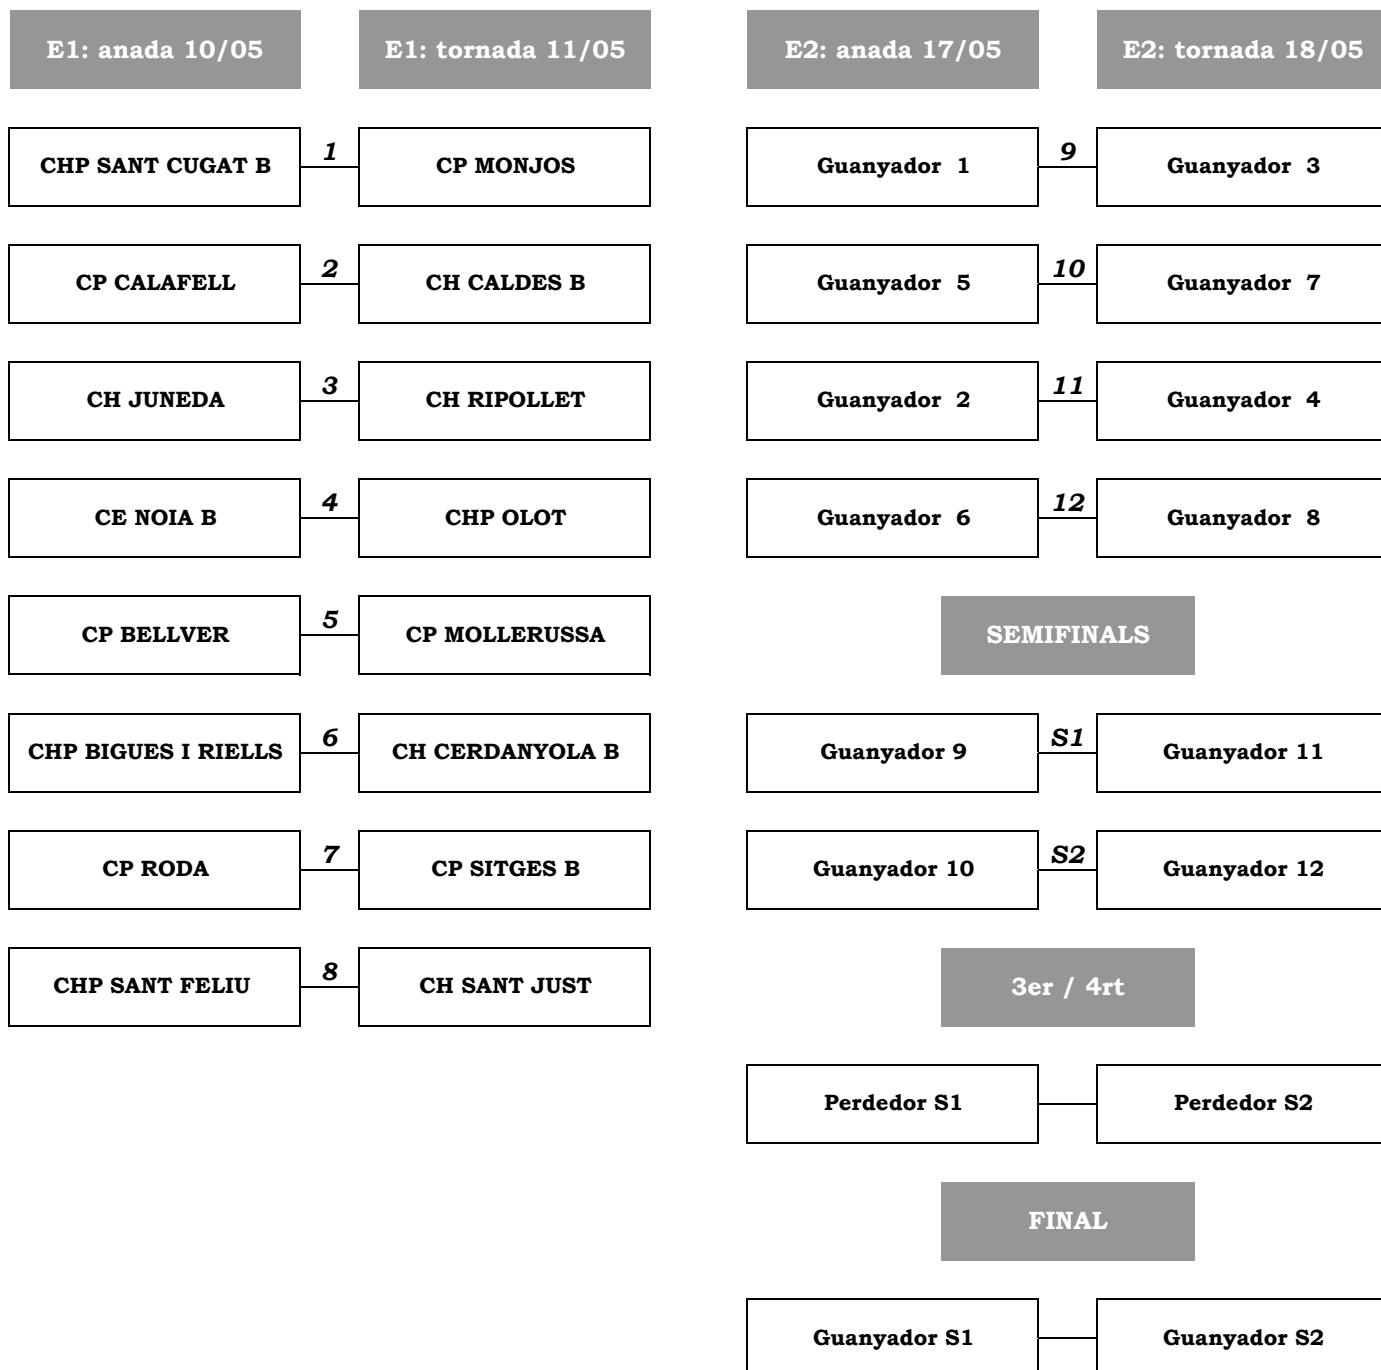 E1: anada 10/05
E1: tornada 11/05
CHP SANT CUGAT B
1
CP MONJOS
CP CALAFELL
2
CH CALDES B
CH JUNEDA
3
CH RIPOLLET
CE NOIA B
4
CHP OLOT
CP BELLVER
5
CP MOLLERUSSA
CHP BIGUES I RIELLS
6
CH CERDANYOLA B
CP RODA
7
CP SITGES B
CHP SANT FELIU
8
CH SANT JUST
E2: anada 17/05
E2: tornada 18/05
Guanyador 1
9
Guanyador 3
Guanyador 5
10
Guanyador 7
Guanyador 2
11
Guanyador 4
Guanyador 6
12
Guanyador 8
SEMIFINALS
Guanyador 9
S1
Guanyador 11
Guanyador 10
S2
Guanyador 12
3er / 4rt
Perdedor S1
Perdedor S2
FINAL
Guanyador S1
Guanyador S2